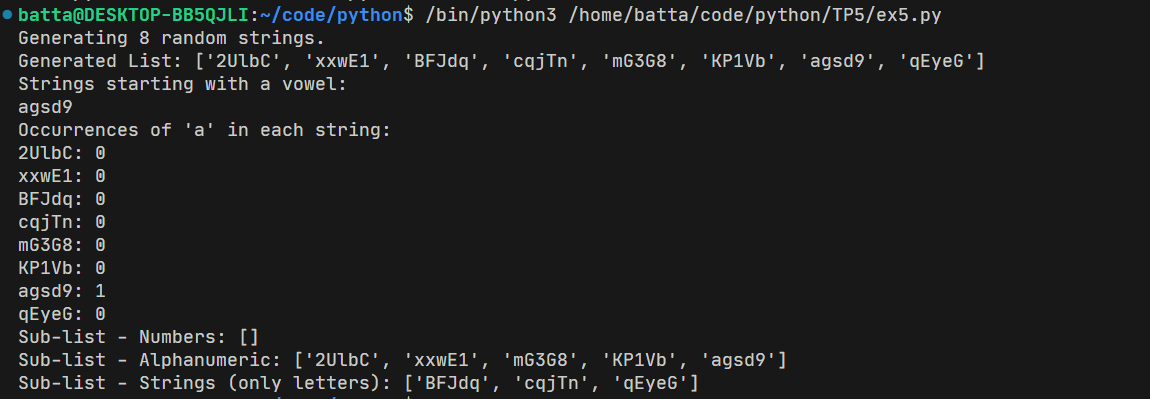 batta@DESKTOP-BB5QJLI:~/code/python$ /bin/python3 /home/batta/code/python/TP5/ex5.py
Generating 8 random strings.
Generated List: ['2UlbC', 'xxwE1', 'BFJdq', 'cqjTn', 'mG3G8', 'KP1Vb', 'agsd9', 'qEyeG']
Strings starting with a vowel:
agsd9
Occurrences of 'a' in each string:
2UlbC: 0
xxwE1: 0
BFJdq: 0
cqjTn: 0
mG3G8: 0
KP1Vb: 0
agsd9: 1
qEyeG: 0
Sub-list - Numbers: []
Sub-list - Alphanumeric: ['2UlbC', 'xxwE1', 'mG3G8', 'KP1Vb', 'agsd9']
Sub-list - Strings (only letters): ['BFJdq', 'cqjTn', 'qEyeG']